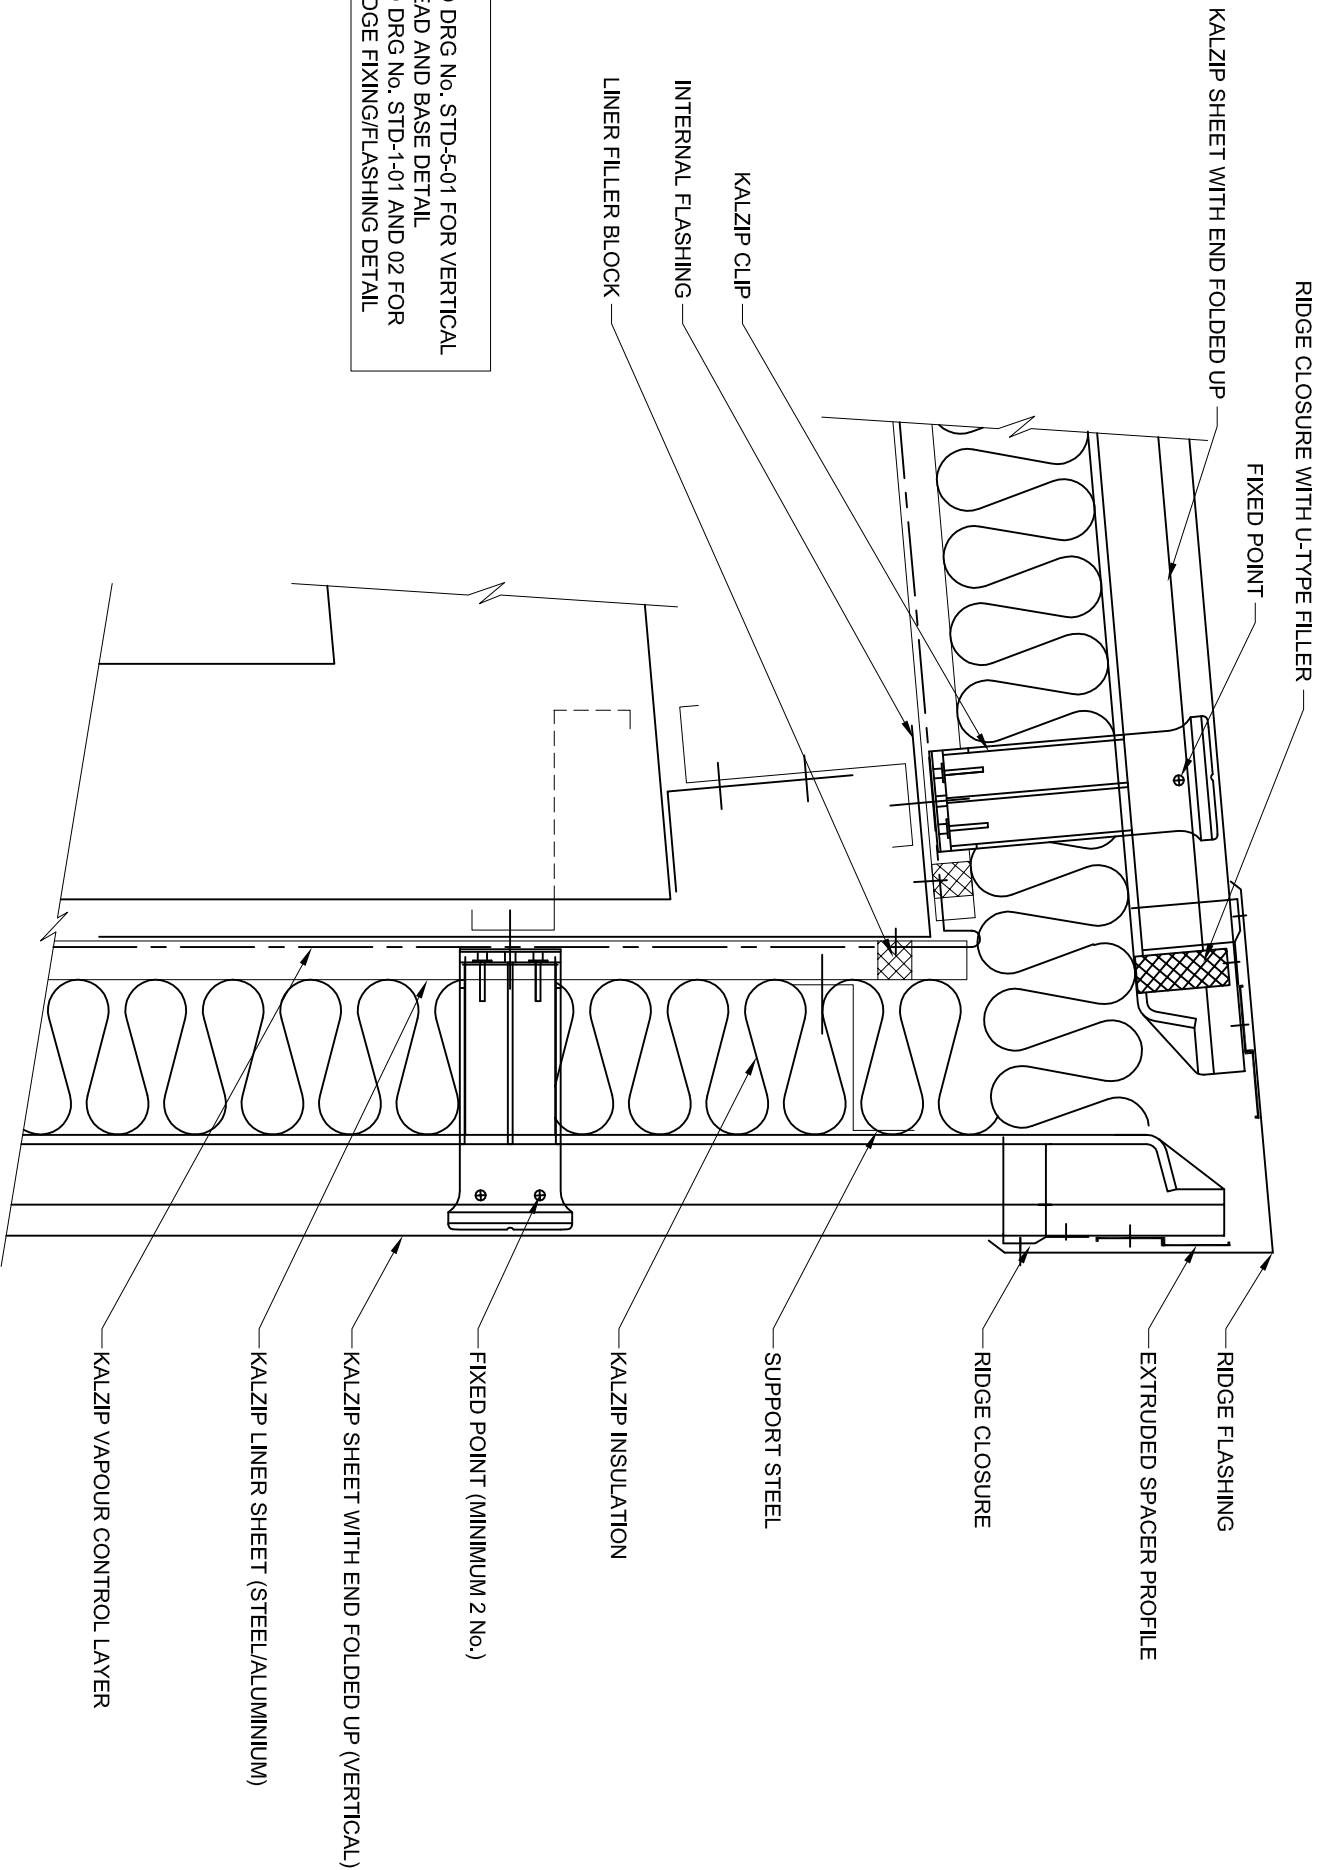 RIDGE CLOSURE WITH U-TYPE FILLER
FIXED POINT
KALZIP SHEET WITH END FOLDED UP
KALZIP CLIP
INTERNAL FLASHING
LINER FILLER BLOCK
DRG No. STD-5-01 FOR VERTICAL
AND BASE DETAIL
DRG No. STD-1-01 AND 02 FOR
FIXING/FLASHING DETAIL
RIDGE FLASHING
EXTRUDED SPACER PROFILE
RIDGE CLOSURE
SUPPORT STEEL
KALZIP INSULATION
FIXED POINT (MINIMUM 2 No.)
KALZIP SHEET WITH END FOLDED UP (VERTICAL)
KALZIP LINER SHEET (STEEL/ALUMINIUM)
KALZIP VAPOUR CONTROL LAYER